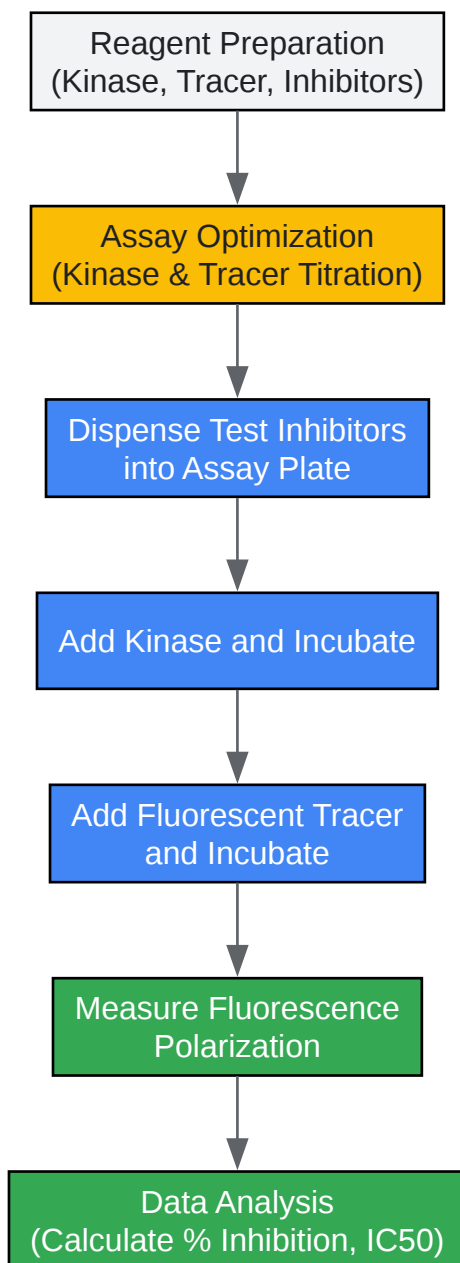 Reagent Preparation
(Kinase, Tracer, Inhibitors)
Assay Optimization
(Kinase & Tracer Titration)
Dispense Test Inhibitors
into Assay Plate
Add Kinase and Incubate
Add Fluorescent Tracer
and Incubate
Measure Fluorescence
Polarization
Data Analysis
(Calculate % Inhibition, IC50)